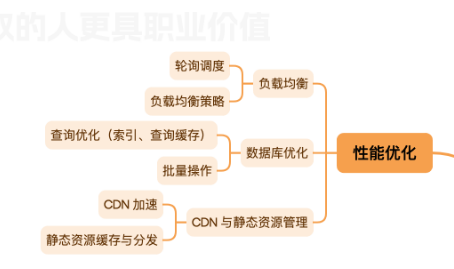 的人更具职业价值
轮询调度
负载均衡策略
负载均衡
查询优化（索引、查询缓存）
批量操作
数据库优化
性能优化
CDN 加速
静态资源缓存与分发
CDN 与静态资源管理